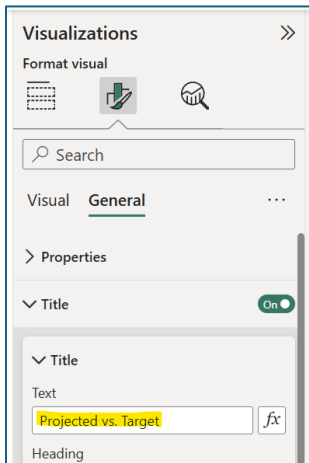 Visualizations
Format visual
Search
Visual General
Properties
Title
On
Title
Text
Projected vs. Target
fx
Heading